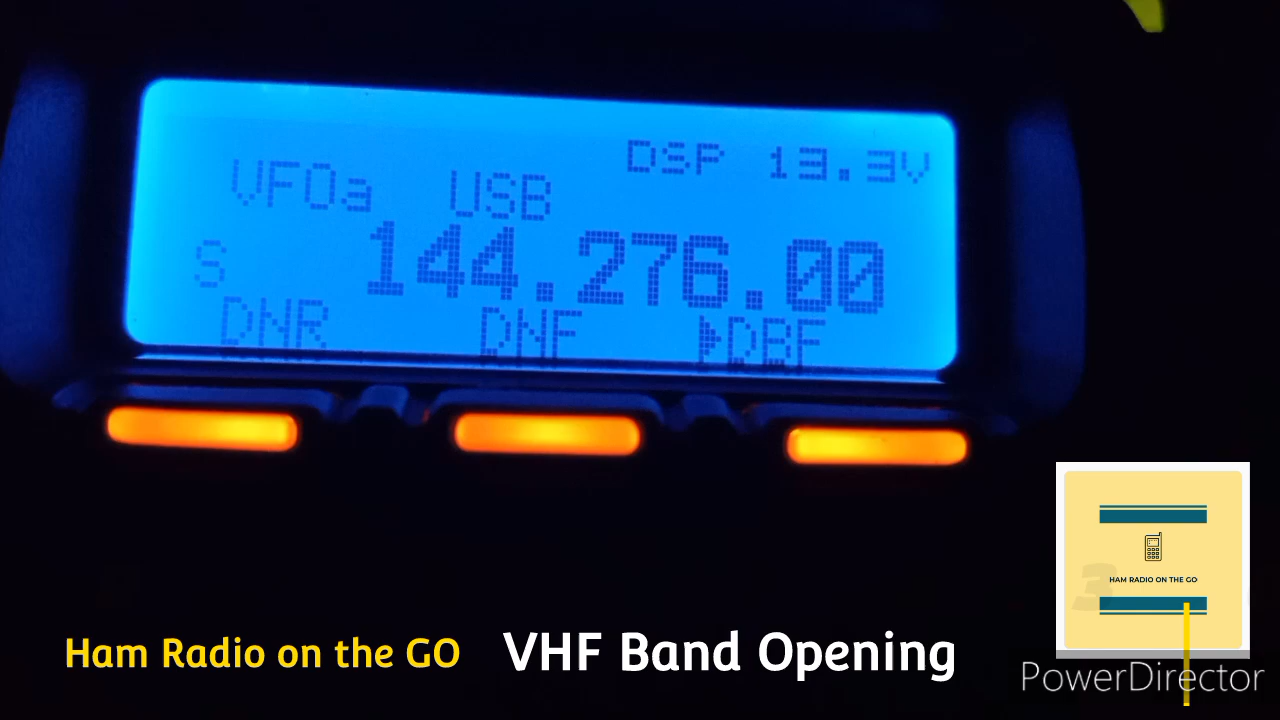 DSP 13.3V
VFOa USB
S 144.276.00
DNR DNF ▶DBF
HAM RADIO ON THE GO
Ham Radio on the GO VHF Band Opening
PowerDirector